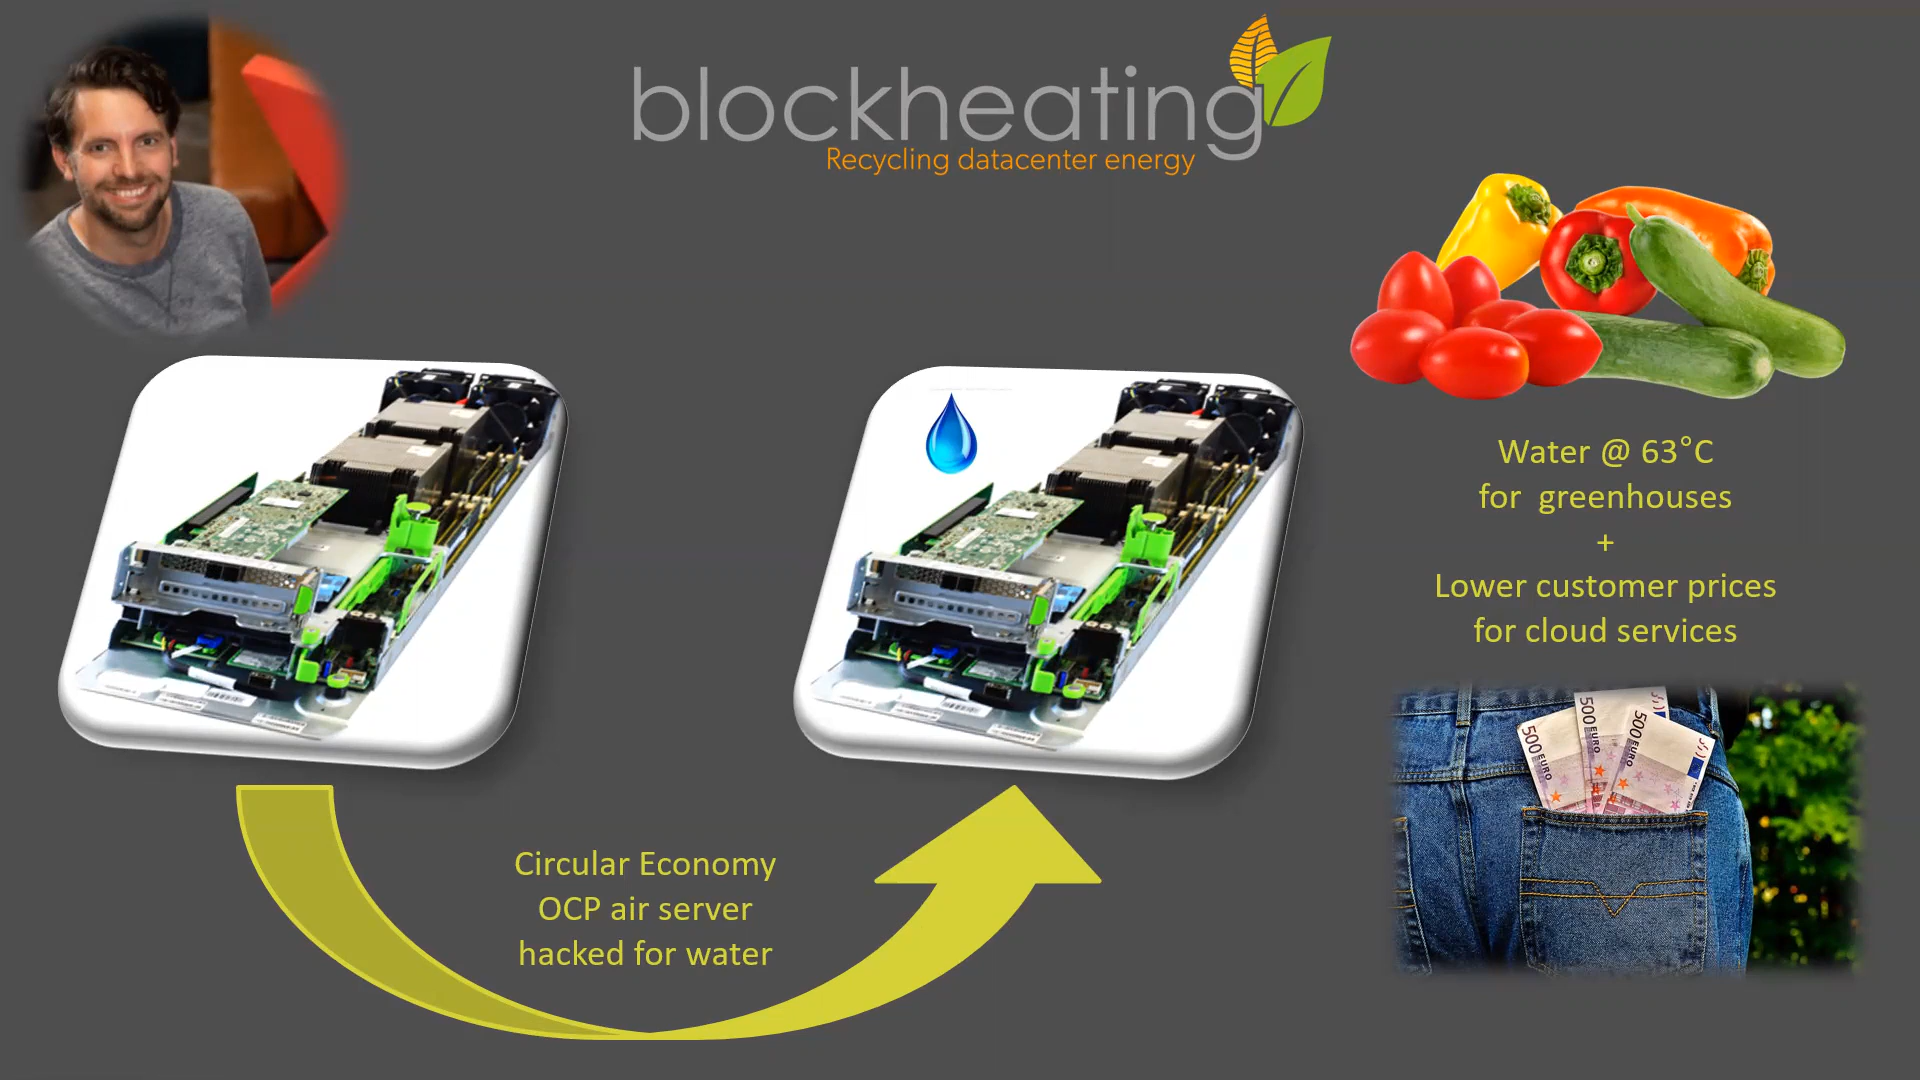 blockheating
Recycling datacenter energy
Water @ 63°C
for greenhouses
+
Lower customer prices
for cloud services
500 EURO
500 EURO
500 EURO
Circular Economy
OCP air server
hacked for water